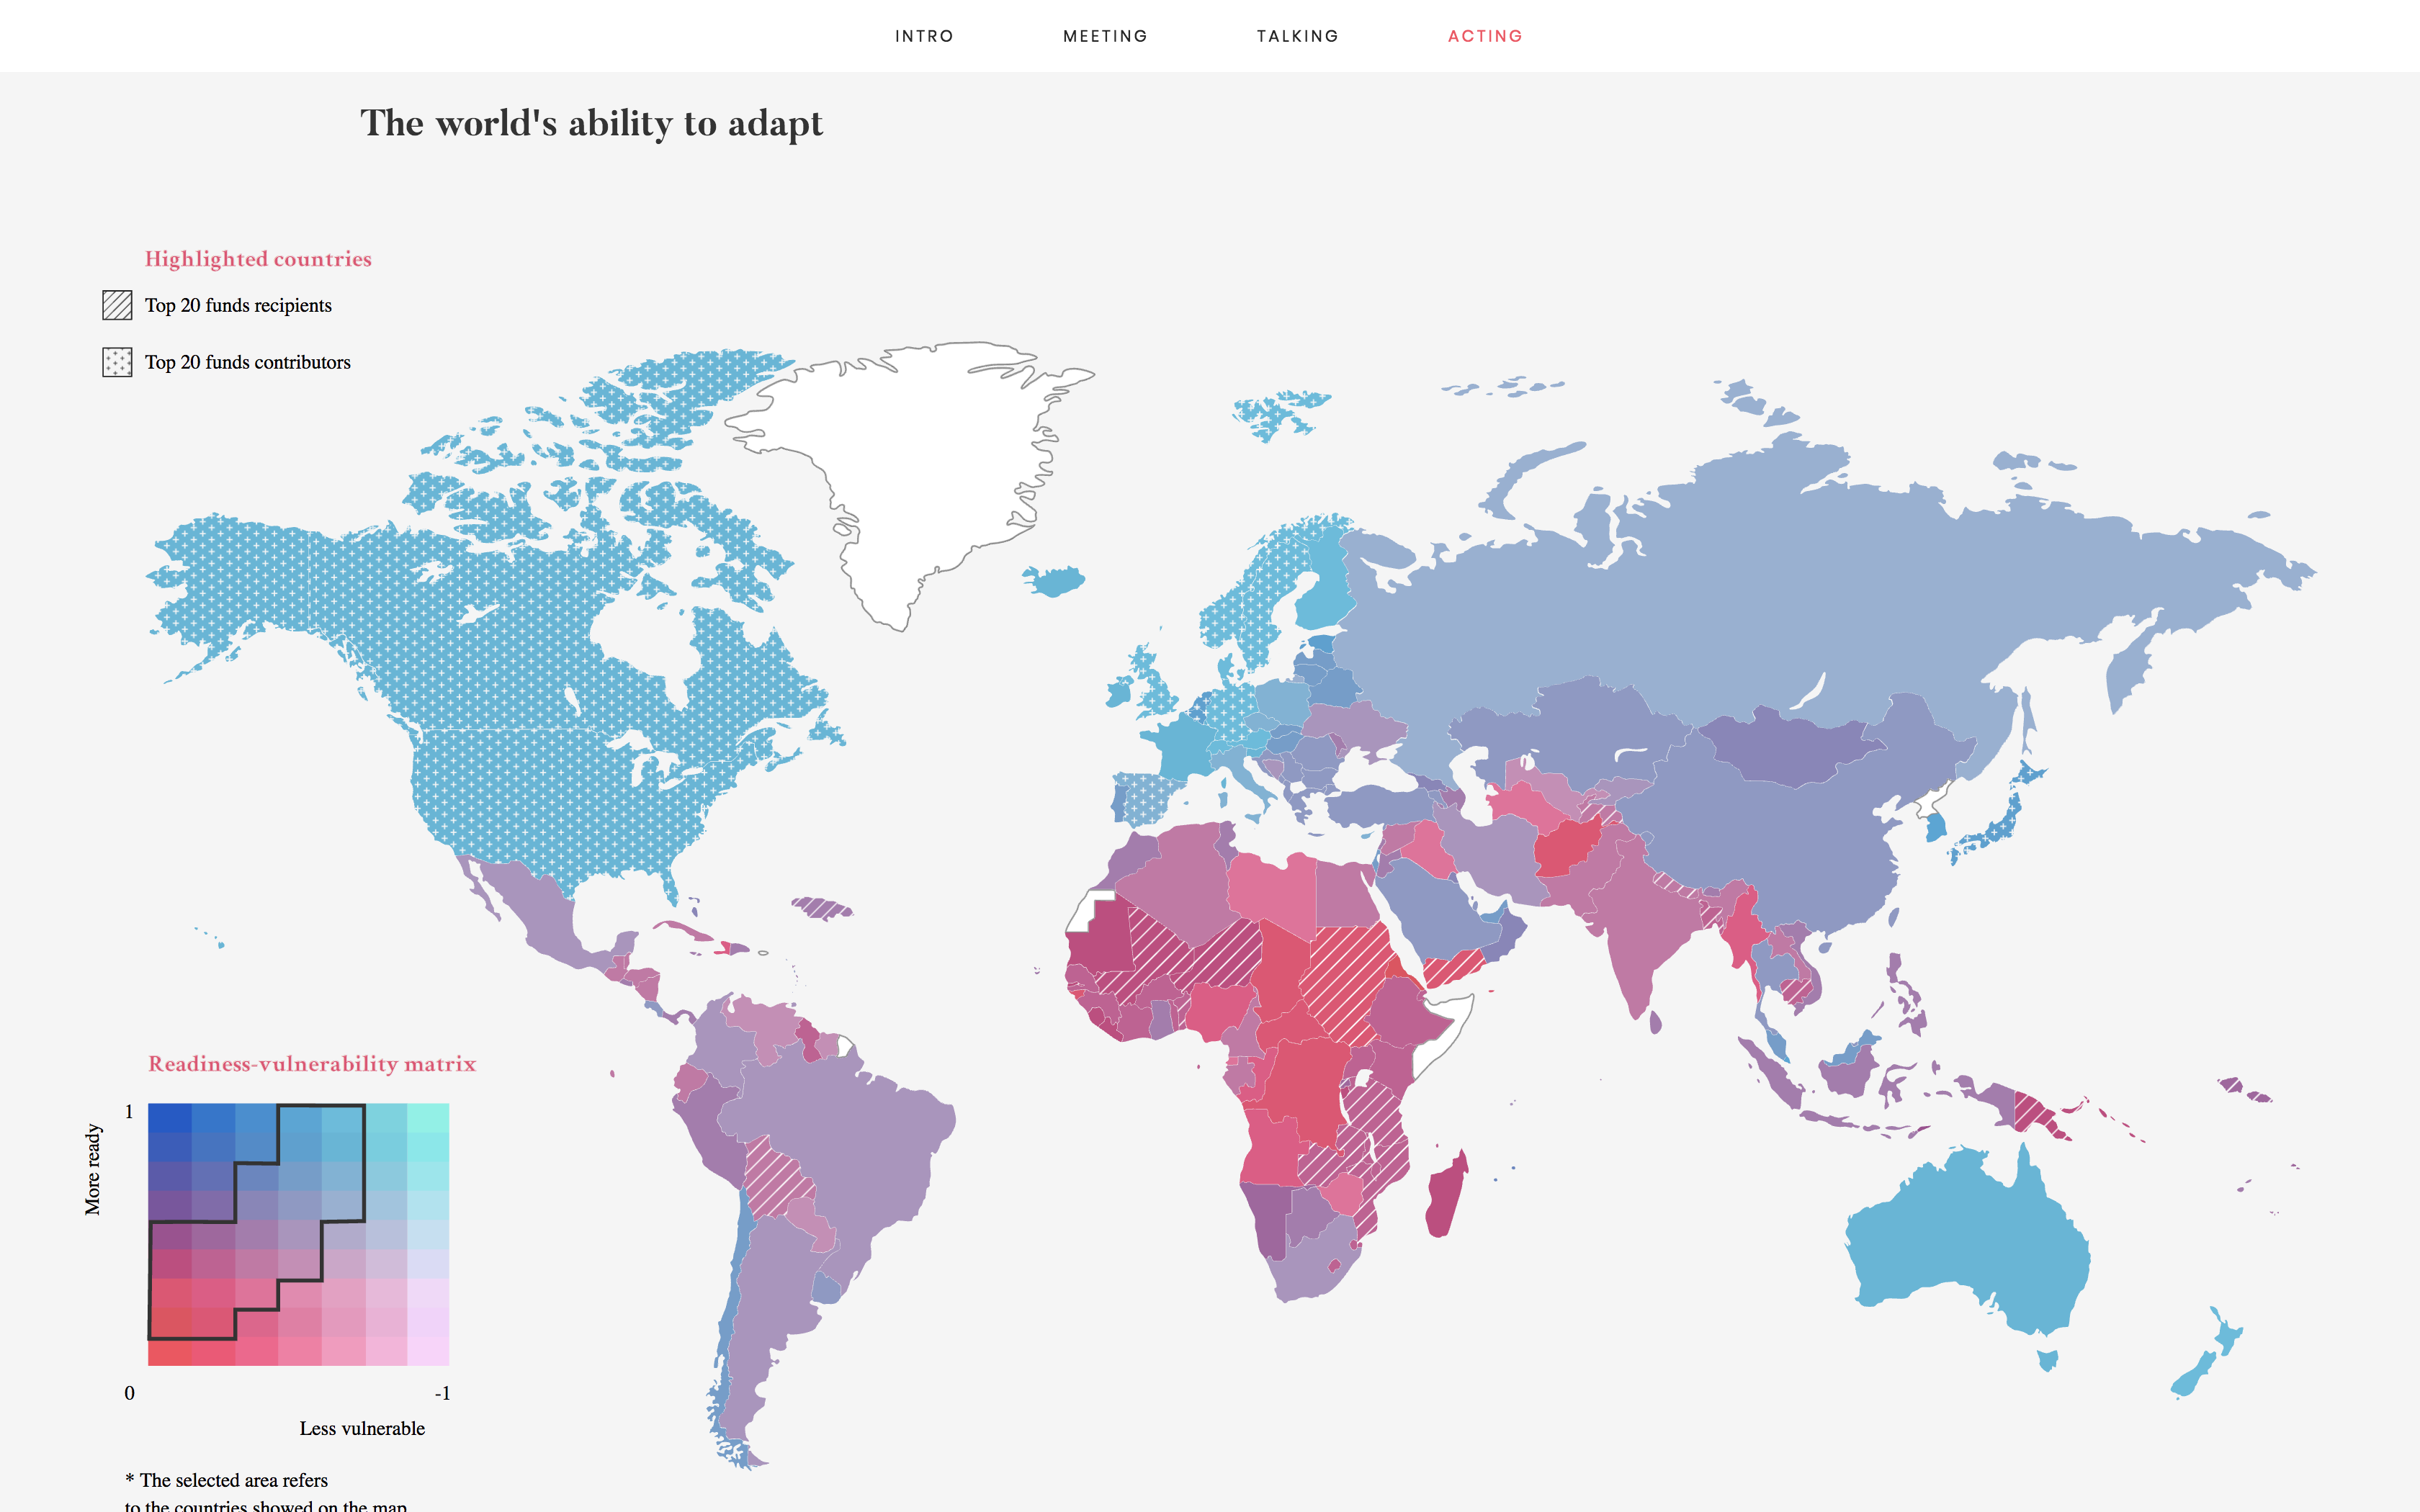 INTRO MEETING TALKING ACTING
The world's ability to adapt
Highlighted countries
Top 20 funds recipients
Top 20 funds contributors
Readiness-vulnerability matrix
1
More ready
0 -1
Less vulnerable
* The selected area refers
to the countries showed on the map